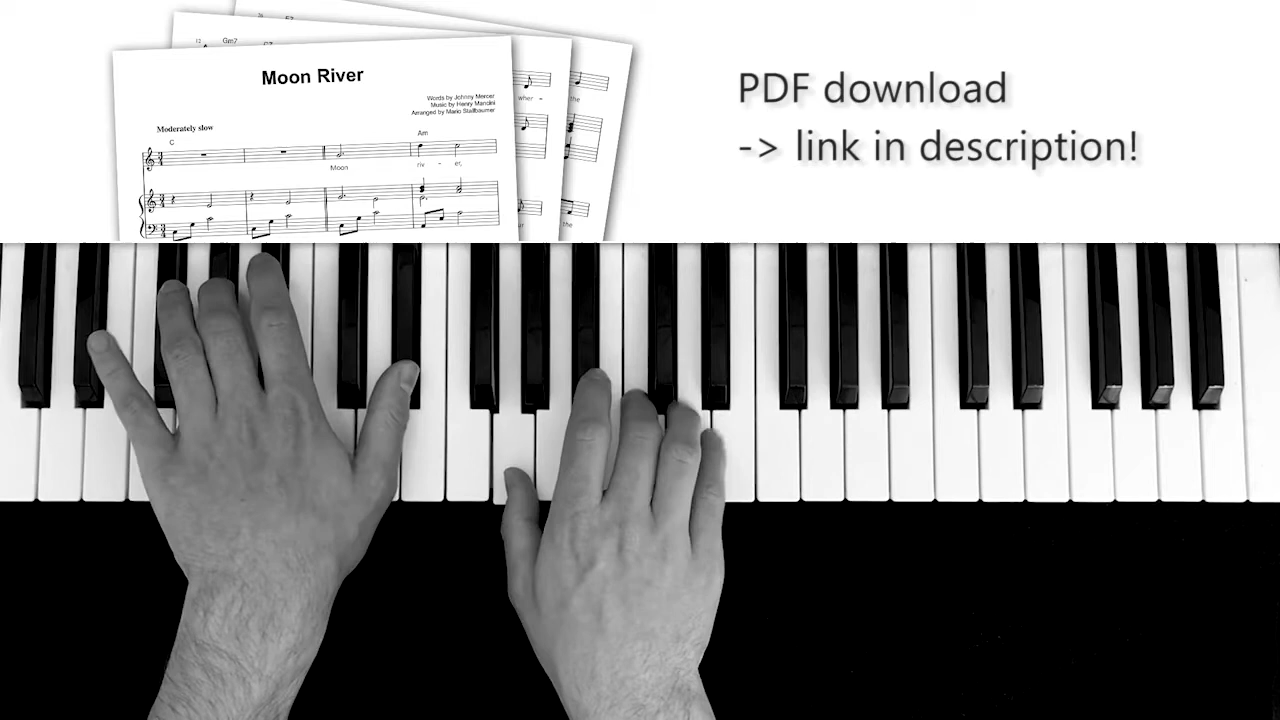 Gm7
C7
Moon River
Words by Johnny Mercer
Music by Henry Mancini
Arranged by Mario Stallbaumer
Moderately slow
C
Am
Moon riv - er,
wher - the
the
PDF download
-> link in description!